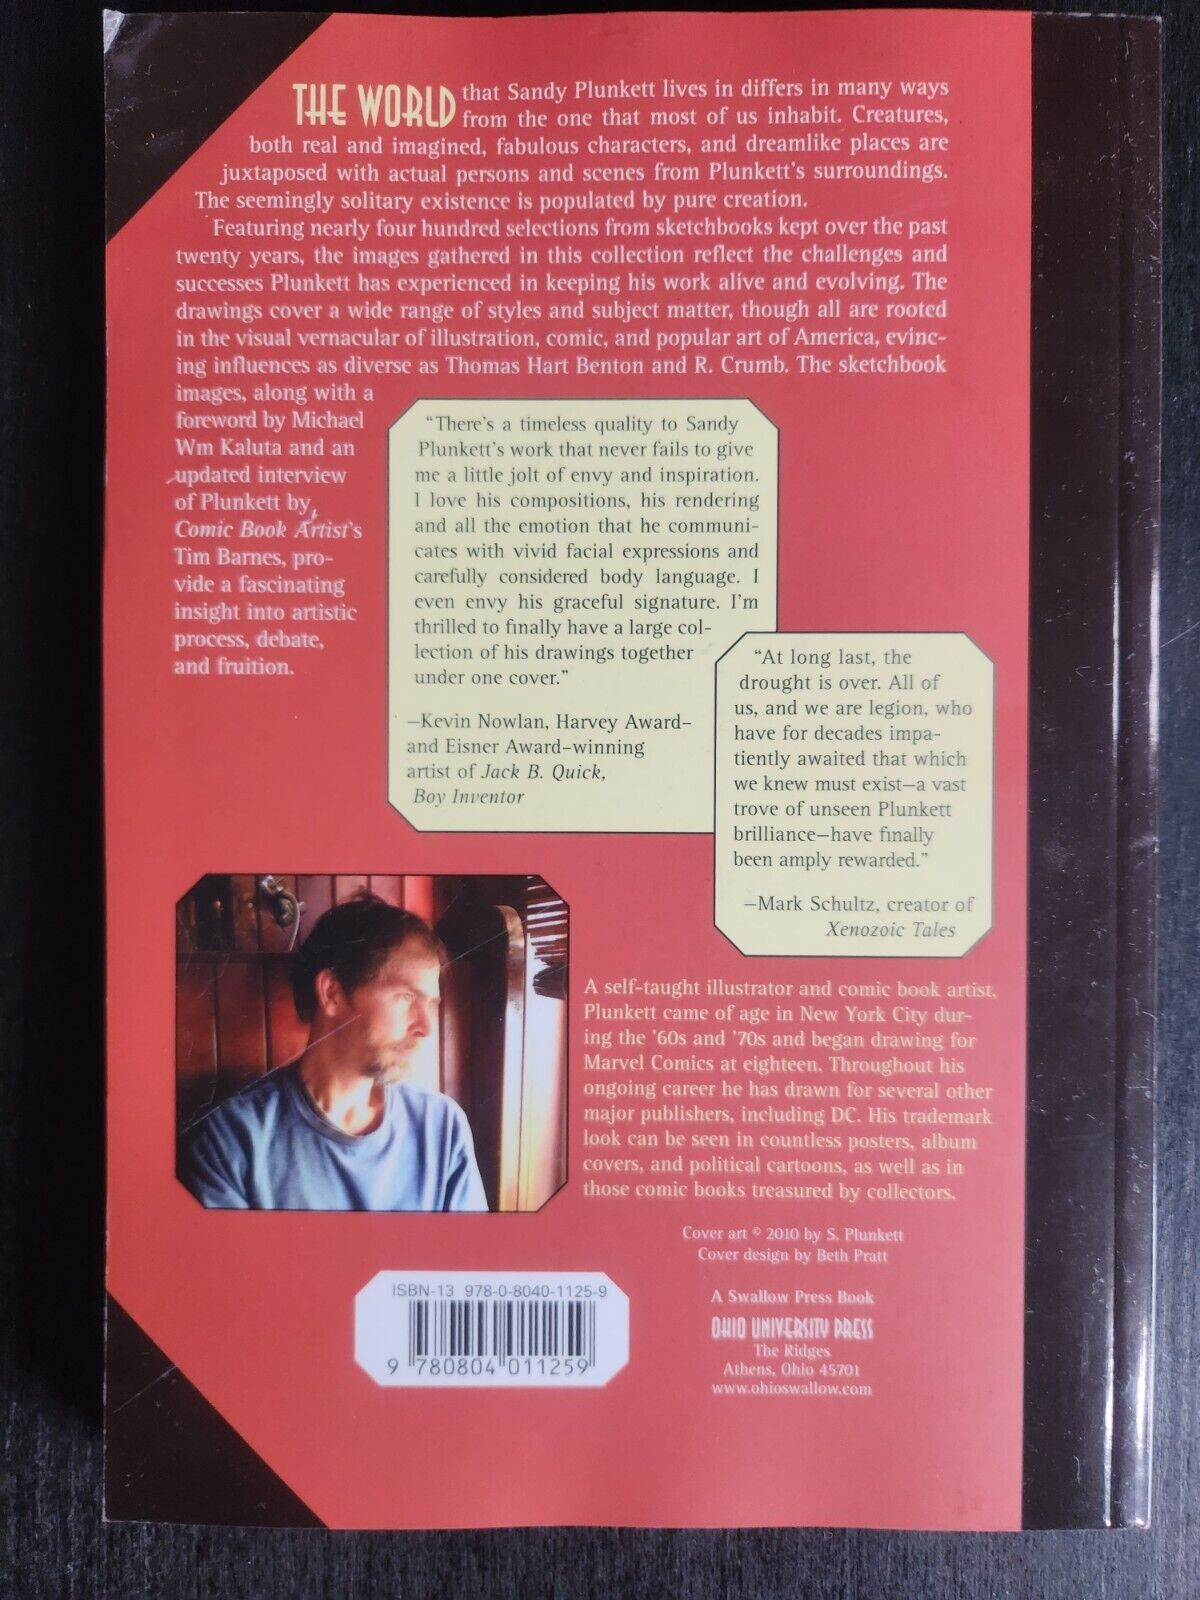 THE WORLD that Sandy Plunkett lives in differs in many ways
from the one that most of us inhabit. Creatures,
both real and imagined, fabulous characters, and dreamlike places are
juxtaposed with actual persons and scenes from Plunkett's surroundings.
The seemingly solitary existence is populated by pure creation.
Featuring nearly four hundred selections from sketchbooks kept over the past
twenty years, the images gathered in this collection reflect the challenges and
successes Plunkett has experienced in keeping his work alive and evolving. The
drawings cover a wide range of styles and subject matter, though all are rooted
in the visual vernacular of illustration, comic, and popular art of America, evinc-
ing influences as diverse as Thomas Hart Benton and R. Crumb. The sketchbook
images, along with a
foreword by Michael
Wm Kaluta and an
updated interview
of Plunkett by
Comic Book Artist's
Tim Barnes, pro-
vide a fascinating
insight into artistic
process, debate,
and fruition.
"There's a timeless quality to Sandy
Plunkett's work that never fails to give
me a little jolt of envy and inspiration.
I love his compositions, his rendering
and all the emotion that he communi-
cates with vivid facial expressions and
carefully considered body language. I
even envy his graceful signature. I'm
thrilled to finally have a large col-
lection of his drawings together
under one cover."
—Kevin Nowlan, Harvey Award–
and Eisner Award–winning
artist of Jack B. Quick,
Boy Inventor
"At long last, the
drought is over. All of
us, and we are legion, who
have for decades impa-
tiently awaited that which
we knew must exist—a vast
trove of unseen Plunkett
brilliance—have finally
been amply rewarded."
—Mark Schultz, creator of
Xenozoic Tales
A self-taught illustrator and comic book artist,
Plunkett came of age in New York City dur-
ing the '60s and '70s and began drawing for
Marvel Comics at eighteen. Throughout his
ongoing career he has drawn for several other
major publishers, including DC. His trademark
look can be seen in countless posters, album
covers, and political cartoons, as well as in
those comic books treasured by collectors.
Cover art © 2010 by S. Plunkett
Cover design by Beth Pratt
ISBN-13 978-0-8040-1125-9
9 780804 011259
A Swallow Press Book
OHIO UNIVERSITY PRESS
The Ridges
Athens, Ohio 45701
www.ohioswallow.com